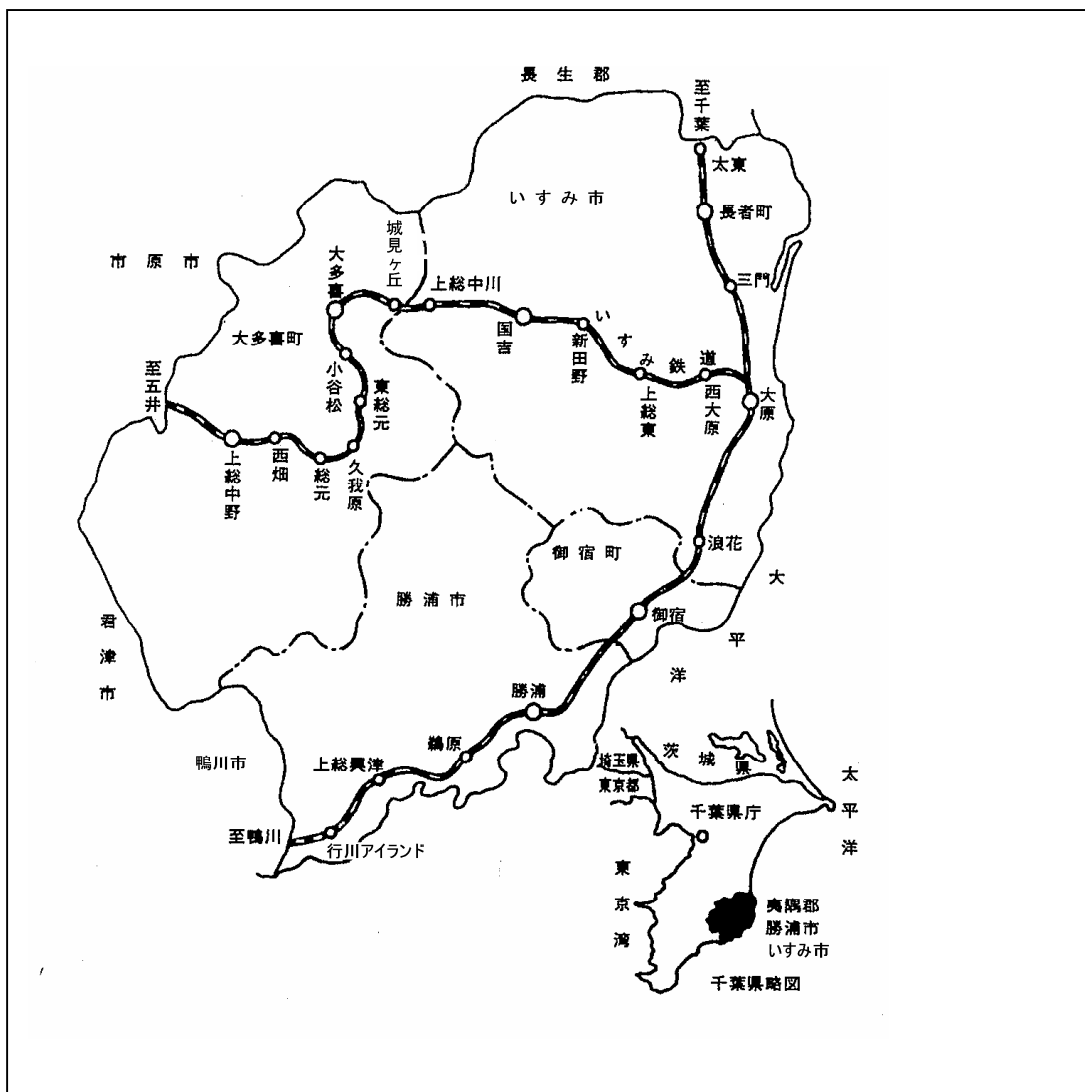 長生郡
至千葉
太東
いすみ市
長者町
城見ヶ丘
大多喜
市原市
上総中川
三門
国吉
新田野
いすみ鉄道
大多喜町
小谷松
東総元
上総東
西大原
大原
至五井
上総中野
西畑
総元
久我原
御宿町
浪花
大平洋
勝浦市
御宿
君津市
勝浦
鵜原
鴨川市
上総興津
至鴨川
行川アイランド
茨城県
埼玉県
東京都
太平洋
千葉県庁
東京湾
夷隅郡
勝浦市
いすみ市
千葉県略図